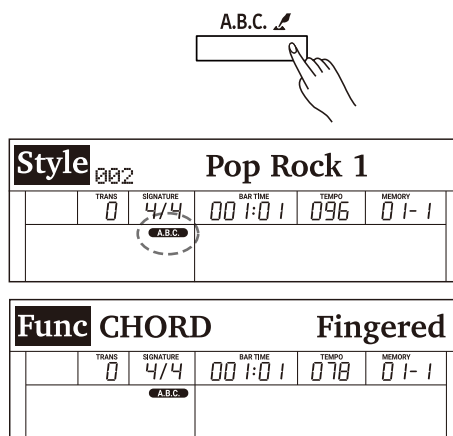 A.B.C.
Style 002 Pop Rock 1
TRANS SIGNATURE BAR TIME TEMPO MEMORY
0 4/4 001:01 096 01-1
A.B.C.
Func CHORD Fingered
TRANS SIGNATURE BAR TIME TEMPO MEMORY
0 4/4 001:01 078 01-1
A.B.C.